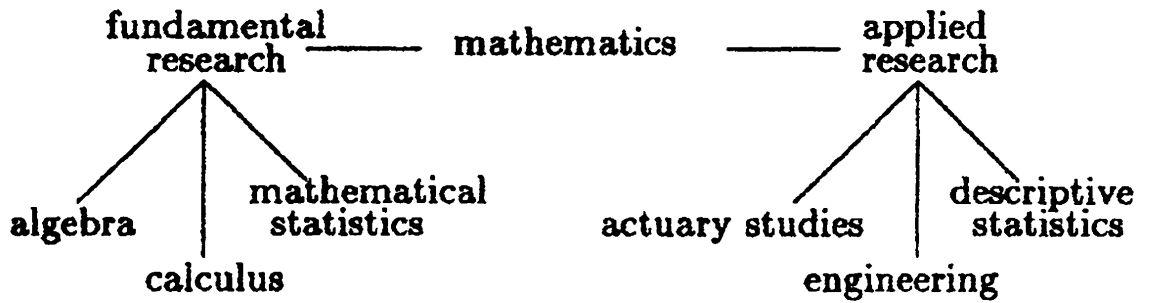 fundamental
research
mathematics
applied
research
algebra
mathematical
statistics
calculus
actuary studies
descriptive
statistics
engineering